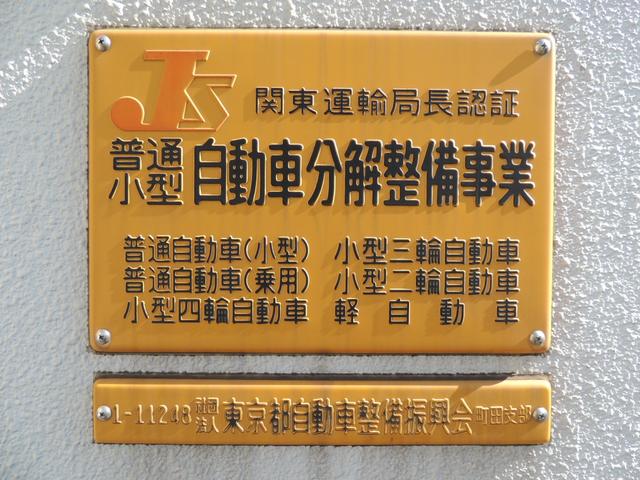 JS 関東運輸局長認証
普通小型自動車分解整備事業
普通自動車(小型) 小型三輪自動車
普通自動車(乗用) 小型二輪自動車
小型四輪自動車 軽自動車
1-11248 社団法人 東京都自動車整備振興会 町田支部